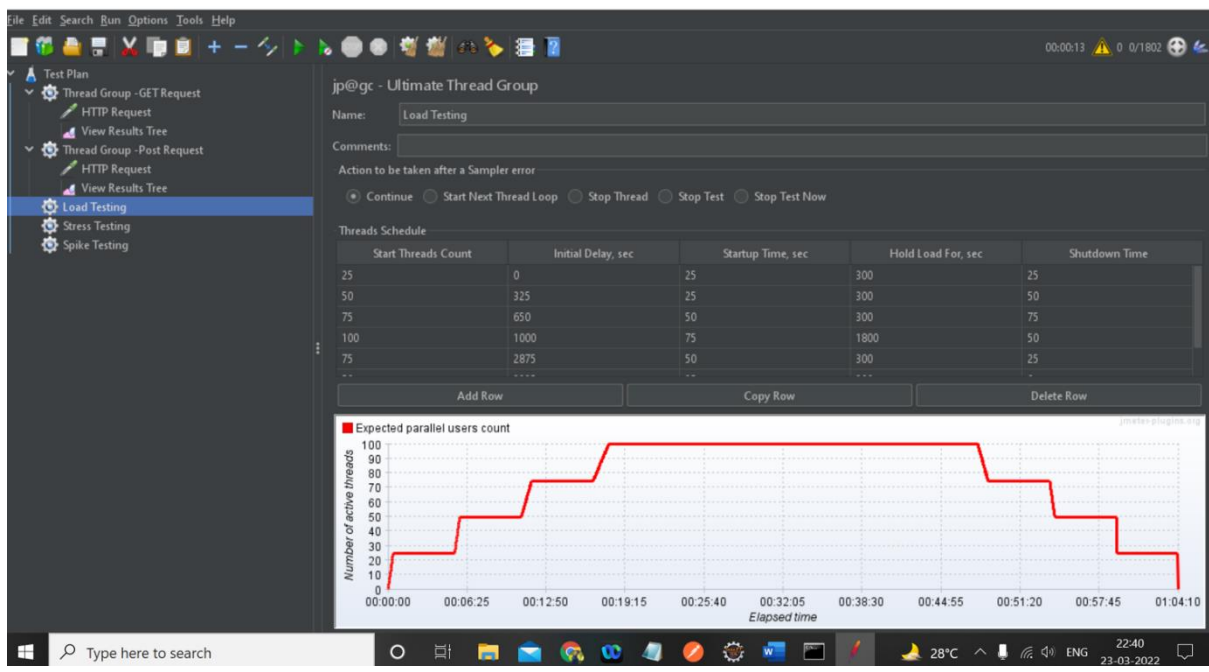 File Edit Search Run Options Tools Help
00:00:13 0 0/1802
Test Plan
Thread Group -GET Request
HTTP Request
View Results Tree
Thread Group -Post Request
HTTP Request
View Results Tree
Load Testing
Stress Testing
Spike Testing
jp@gc - Ultimate Thread Group
Name: Load Testing
Comments:
Action to be taken after a Sampler error
Continue Start Next Thread Loop Stop Thread Stop Test Stop Test Now
Threads Schedule
Start Threads Count Initial Delay, sec Startup Time, sec Hold Load For, sec Shutdown Time
25 0 25 300 25
50 325 25 300 50
75 650 50 300 75
100 1000 75 1800 50
75 2875 50 300 25
Add Row Copy Row Delete Row
Expected parallel users count
jmeter-plugins.org
Number of active threads
100
90
80
70
60
50
40
30
20
10
0
00:00:00 00:06:25 00:12:50 00:19:15 00:25:40 00:32:05 00:38:30 00:44:55 00:51:20 00:57:45 01:04:10
Elapsed time
Type here to search
28°C ENG 22:40
23-03-2022